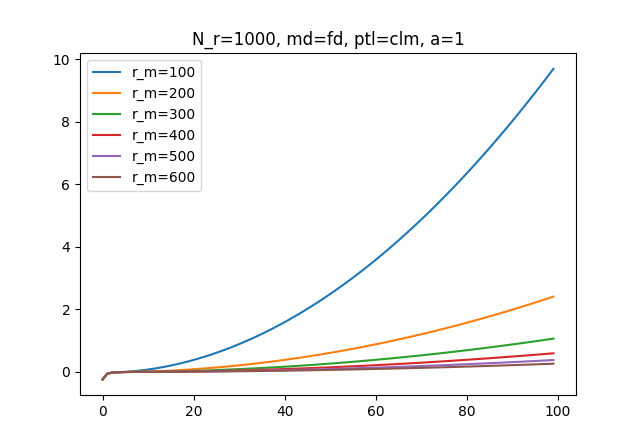 N_r=1000, md=fd, ptl=clm, a=1
r_m=100
r_m=200
r_m=300
r_m=400
r_m=500
r_m=600
10
8
6
4
2
0
0 20 40 60 80 100